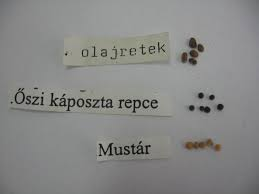 olajretek
.Őszi káposzta repce
Mustár